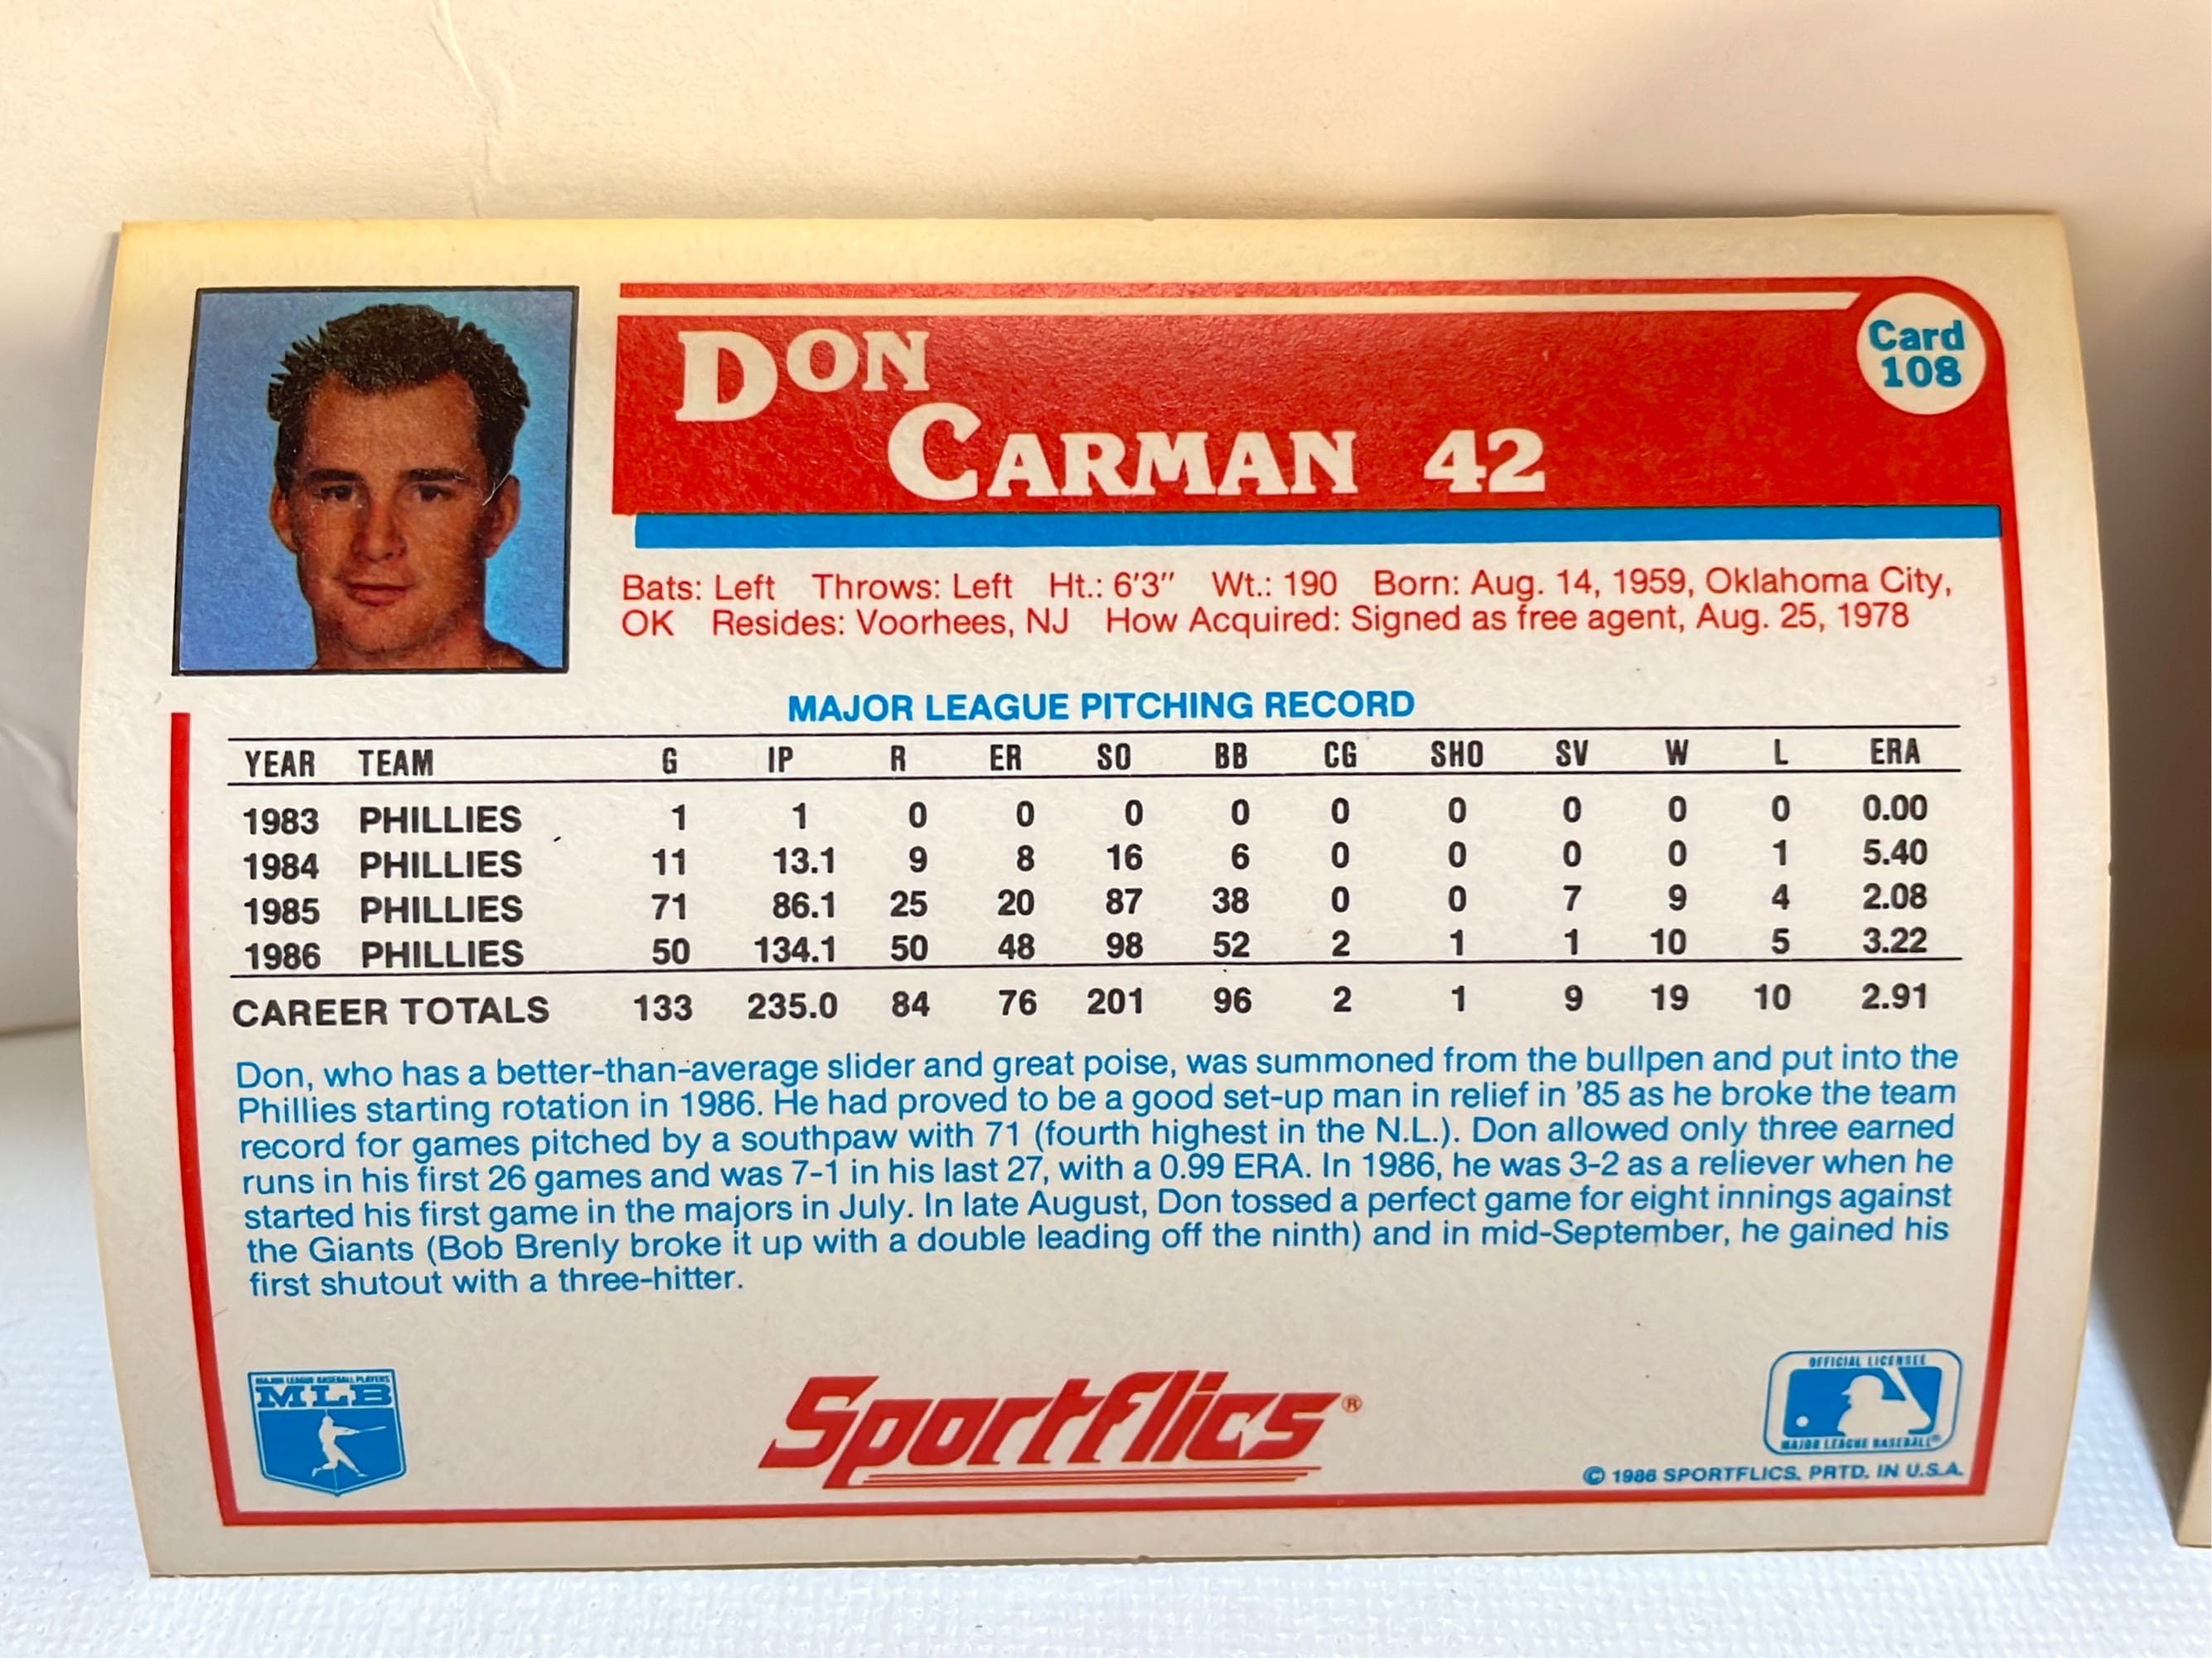 DON
CARMAN 42
Card
108
Bats: Left Throws: Left Ht.: 6'3" Wt.: 190 Born: Aug. 14, 1959, Oklahoma City,
OK Resides: Voorhees, NJ How Acquired: Signed as free agent, Aug. 25, 1978
MAJOR LEAGUE PITCHING RECORD
YEAR TEAM G IP R ER SO BB CG SHO SV W L ERA
1983 PHILLIES 1 1 0 0 0 0 0 0 0 0 0 0.00
1984 PHILLIES 11 13.1 9 8 16 6 0 0 0 0 1 5.40
1985 PHILLIES 71 86.1 25 20 87 38 0 0 7 9 4 2.08
1986 PHILLIES 50 134.1 50 48 98 52 2 1 1 10 5 3.22
CAREER TOTALS 133 235.0 84 76 201 96 2 1 9 19 10 2.91
Don, who has a better-than-average slider and great poise, was summoned from the bullpen and put into the
Phillies starting rotation in 1986. He had proved to be a good set-up man in relief in '85 as he broke the team
record for games pitched by a southpaw with 71 (fourth highest in the N.L.). Don allowed only three earned
runs in his first 26 games and was 7-1 in his last 27, with a 0.99 ERA. In 1986, he was 3-2 as a reliever when he
started his first game in the majors in July. In late August, Don tossed a perfect game for eight innings against
the Giants (Bob Brenly broke it up with a double leading off the ninth) and in mid-September, he gained his
first shutout with a three-hitter.
MAJOR LEAGUE BASEBALL PLAYERS
MLB
Sportflics®
OFFICIAL LICENSEE
MAJOR LEAGUE BASEBALL®
© 1986 SPORTFLICS. PRTD. IN U.S.A.